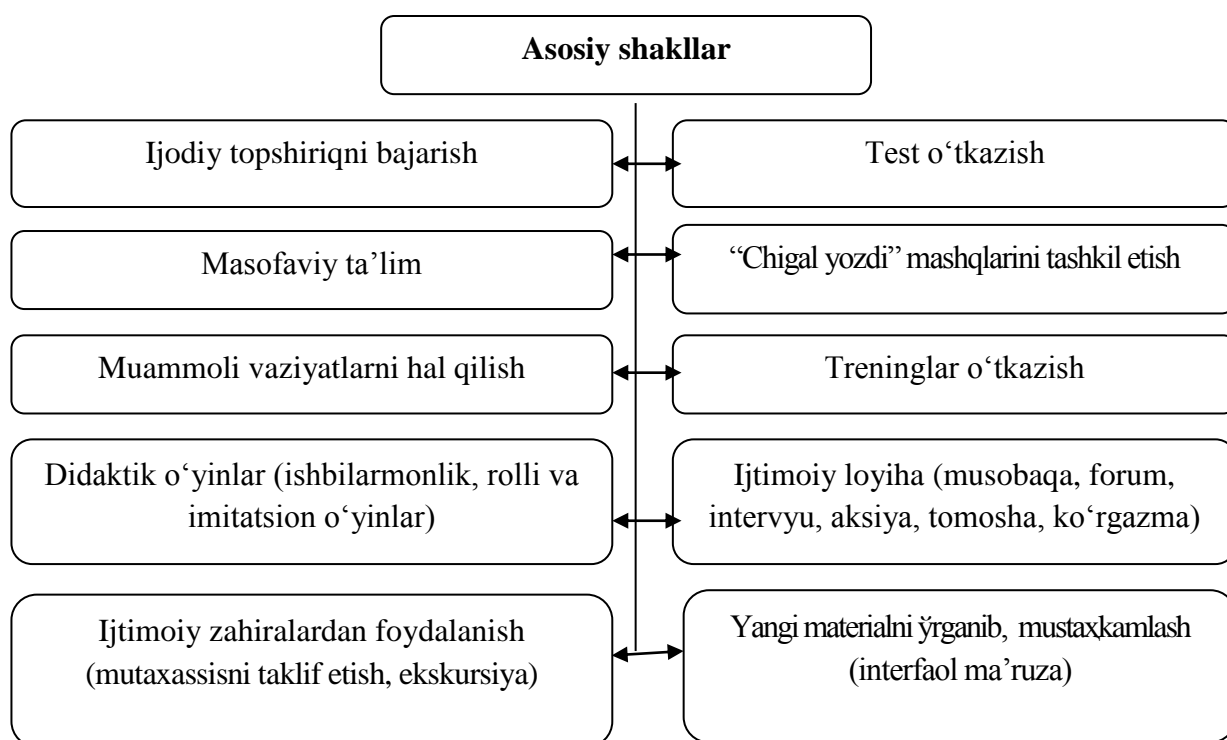 Asosiy shakllar
Ijodiy topshiriqni bajarish
Test o‘tkazish
Masofaviy ta’lim
“Chigal yozdi” mashqlarini tashkil etish
Muammoli vaziyatlarni hal qilish
Treninglar o‘tkazish
Didaktik o‘yinlar (ishbilarmonlik, rolli va
imitatsion o‘yinlar)
Ijtimoiy loyiha (musobaqa, forum,
intervyu, aksiya, tomosha, ko‘rgazma)
Ijtimoiy zahiralardan foydalanish
(mutaxassisni taklif etish, ekskursiya)
Yangi materialni ўrganib, mustaxҳkamlash
(interfaol ma’ruza)